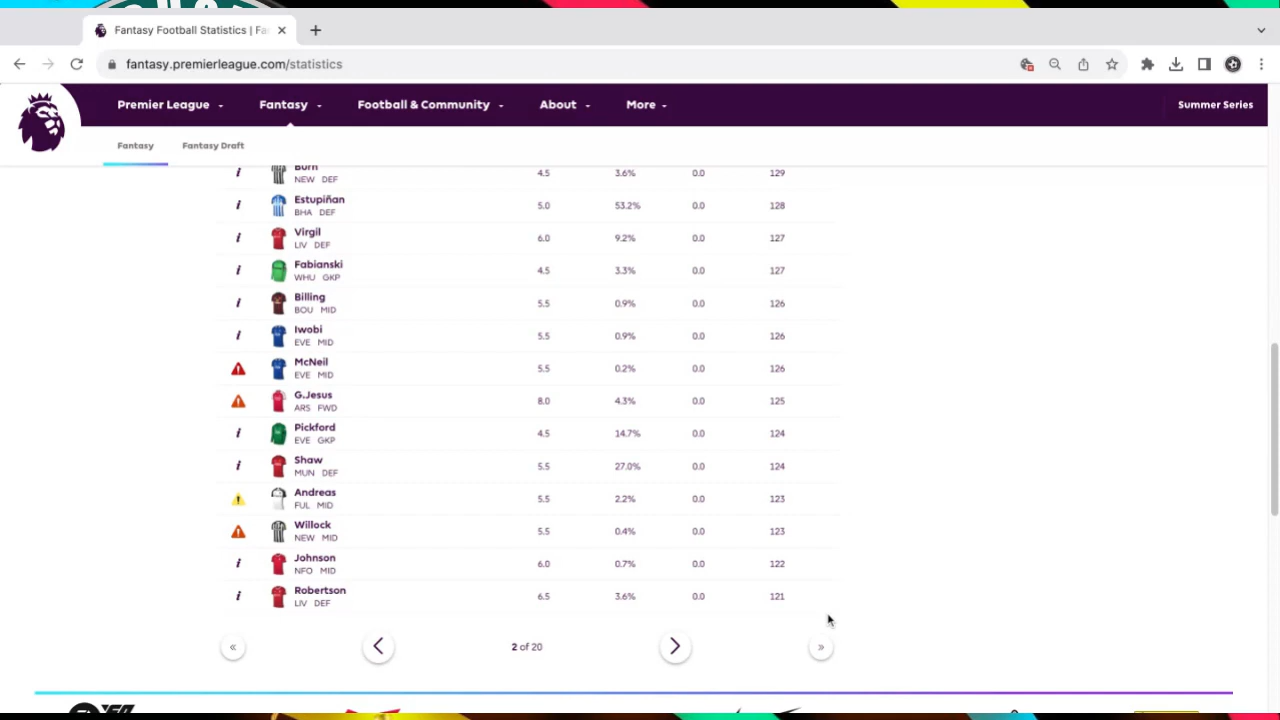 Fantasy Football Statistics | Fa
fantasy.premierleague.com/statistics
Premier League Fantasy Football & Community About More Summer Series
Fantasy Fantasy Draft
i Burn 4.5 3.6% 0.0 129
NEW DEF
i Estupiñan 5.0 53.2% 0.0 128
BHA DEF
i Virgil 6.0 9.2% 0.0 127
LIV DEF
i Fabianski 4.5 3.3% 0.0 127
WHU GKP
i Billing 5.5 0.9% 0.0 126
BOU MID
i Iwobi 5.5 0.9% 0.0 126
EVE MID
McNeil 5.5 0.2% 0.0 126
EVE MID
G.Jesus 8.0 4.3% 0.0 125
ARS FWD
i Pickford 4.5 14.7% 0.0 124
EVE GKP
i Shaw 5.5 27.0% 0.0 124
MUN DEF
Andreas 5.5 2.2% 0.0 123
FUL MID
Willock 5.5 0.4% 0.0 123
NEW MID
i Johnson 6.0 0.7% 0.0 122
NFO MID
i Robertson 6.5 3.6% 0.0 121
LIV DEF
« 2 of 20 »